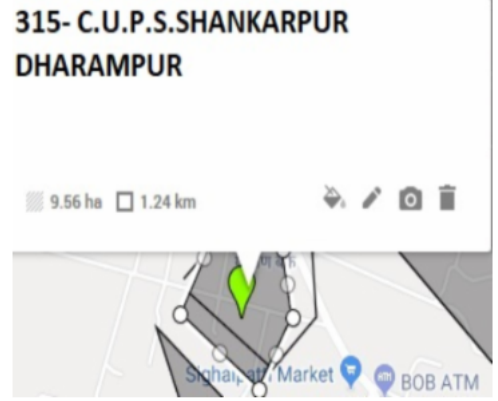 315- C.U.P.S.SHANKARPUR
DHARAMPUR
9.56 ha 1.24 km
Market
BOB ATM